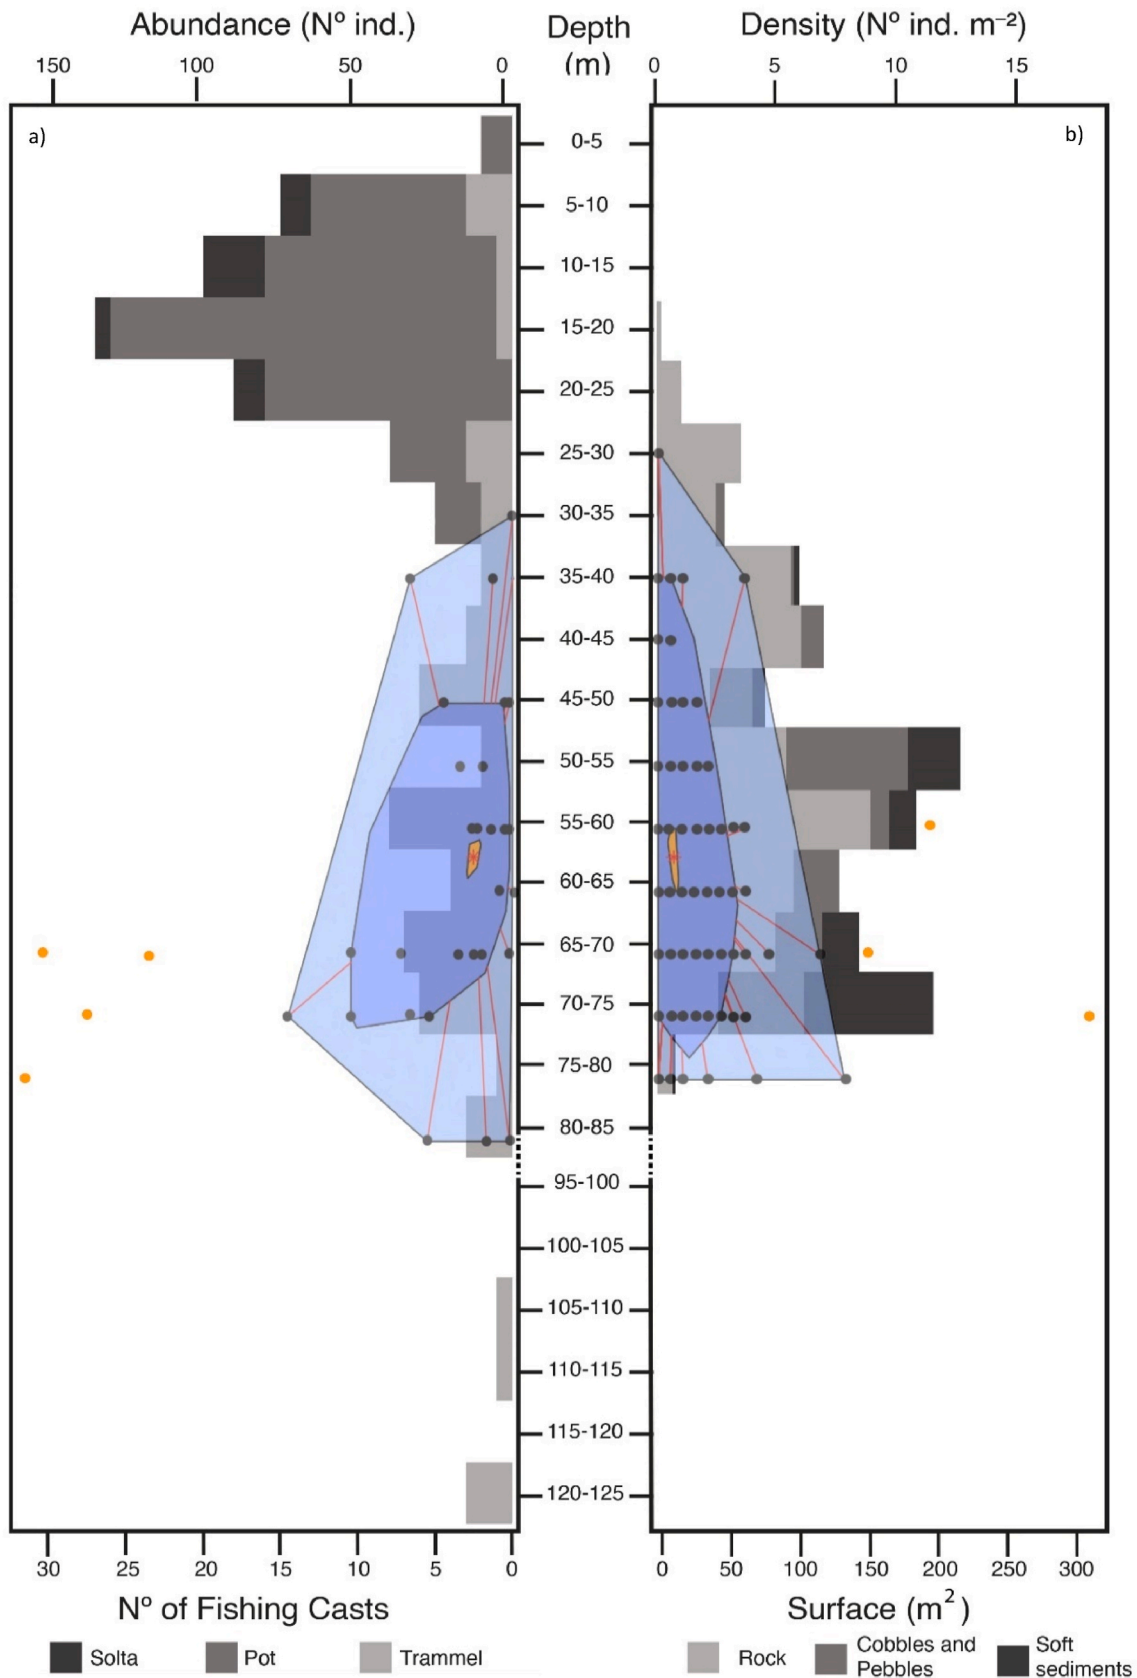 Abundance (Nº ind.)
Depth
(m)
Density (Nº ind. m⁻²)
150 100 50 0
0 5 10 15
a)
b)
0-5
5-10
10-15
15-20
20-25
25-30
30-35
35-40
40-45
45-50
50-55
55-60
60-65
65-70
70-75
75-80
80-85
95-100
100-105
105-110
110-115
115-120
120-125
30 25 20 15 10 5 0
0 50 100 150 200 250 300
Nº of Fishing Casts
Surface (m²)
Solta Pot Trammel
Rock
Cobbles and
Pebbles
Soft
sediments